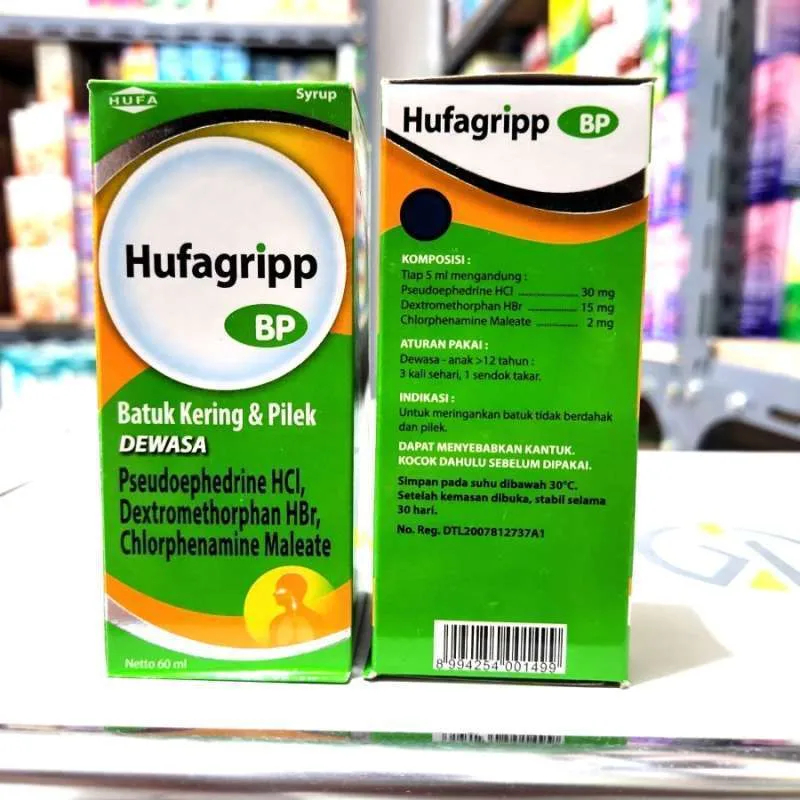 HUFA
Syrup
Hufagripp
BP
Batuk Kering & Pilek
DEWASA
Pseudoephedrine HCl,
Dextromethorphan HBr,
Chlorphenamine Maleate
Netto 60 ml
Hufagripp BP
KOMPOSISI :
Tiap 5 ml mengandung :
Pseudoephedrine HCl ............ 30 mg
Dextromethorphan HBr ............ 15 mg
Chlorphenamine Maleate ............ 2 mg
ATURAN PAKAI :
Dewasa - anak >12 tahun :
3 kali sehari, 1 sendok takar.
INDIKASI :
Untuk meringankan batuk tidak berdahak
dan pilek.
DAPAT MENYEBABKAN KANTUK.
KOCOK DAHULU SEBELUM DIPAKAI.
Simpan pada suhu dibawah 30°C.
Setelah kemasan dibuka, stabil selama
30 hari.
No. Reg. DTL2007812737A1
8 994254 001499